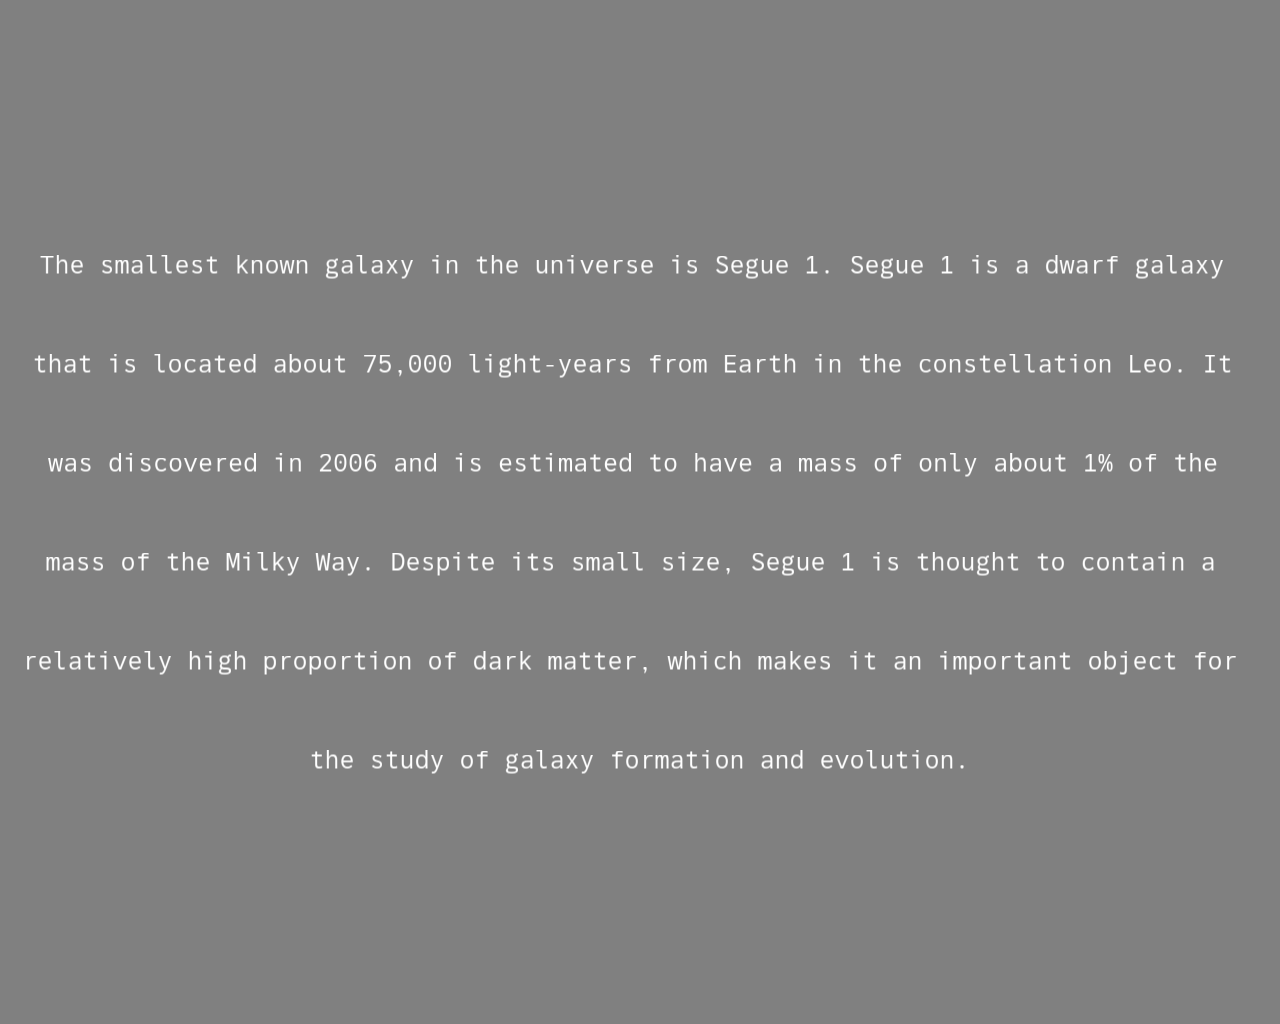 The smallest known galaxy in the universe is Segue 1. Segue 1 is a dwarf galaxy
that is located about 75,000 light-years from Earth in the constellation Leo. It
was discovered in 2006 and is estimated to have a mass of only about 1% of the
mass of the Milky Way. Despite its small size, Segue 1 is thought to contain a
relatively high proportion of dark matter, which makes it an important object for
the study of galaxy formation and evolution.